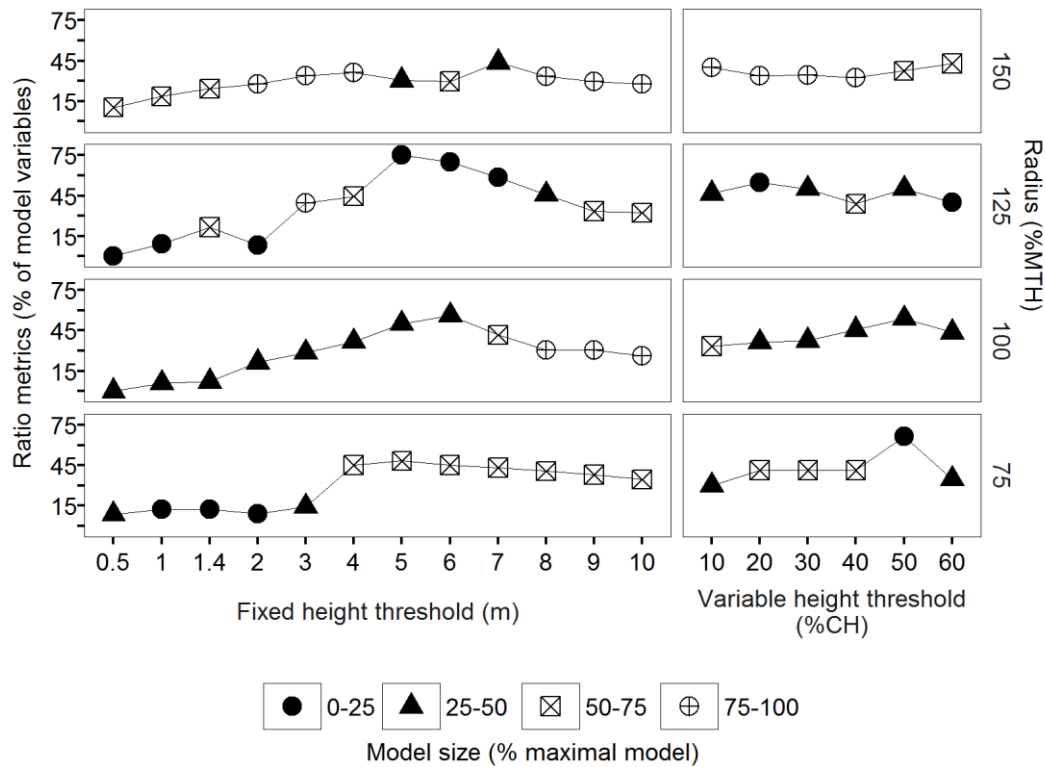 Ratio metrics (% of model variables)
75
45
15
75
45
15
75
45
15
75
45
15
150
125
100
75
Radius (%MTH)
0.5 1 1.4 2 3 4 5 6 7 8 9 10
10 20 30 40 50 60
Fixed height threshold (m)
Variable height threshold
(%CH)
0-25 25-50 50-75 75-100
Model size (% maximal model)